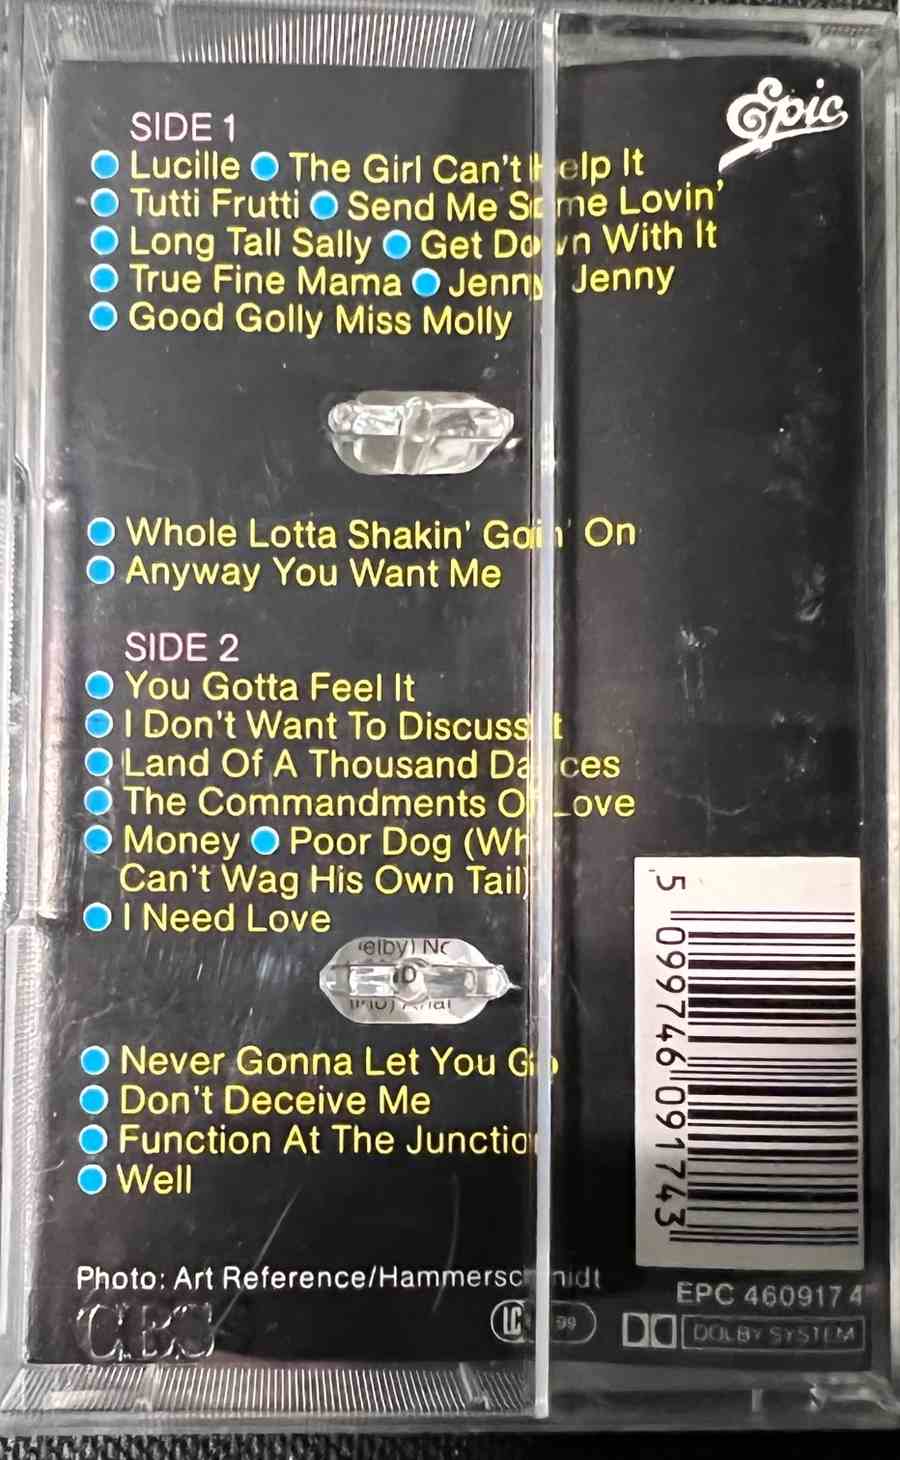 Epic
SIDE 1
Lucille The Girl Can't Help It
Tutti Frutti Send Me Some Lovin'
Long Tall Sally Get Down With It
True Fine Mama Jenny Jenny
Good Golly Miss Molly
Whole Lotta Shakin' Goin' On
Anyway You Want Me
SIDE 2
You Gotta Feel It
I Don't Want To Discuss It
Land Of A Thousand Dances
The Commandments Of Love
Money Poor Dog (Wh
Can't Wag His Own Tail)
I Need Love
elby) No
Never Gonna Let You Go
Don't Deceive Me
Function At The Junction
Well
5 099746 091743
Photo: Art Reference/Hammerschmidt
EPC 460917 4
CBS
LC 99
DOLBY SYSTEM